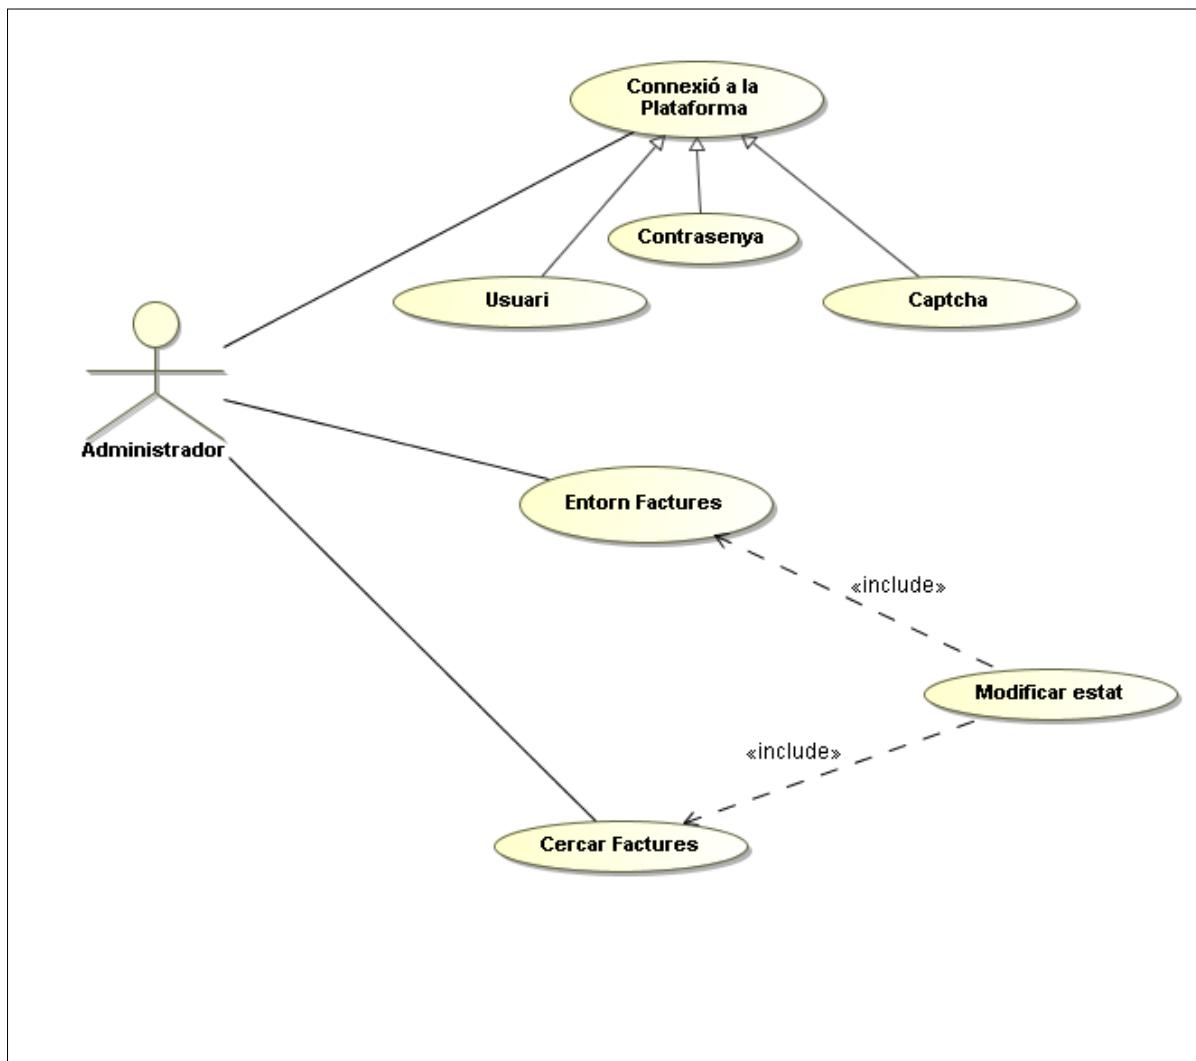 Connexió a la
Plataforma
Contrasenya
Usuari
Captcha
Administrador
Entorn Factures
«include»
Modificar estat
«include»
Cercar Factures